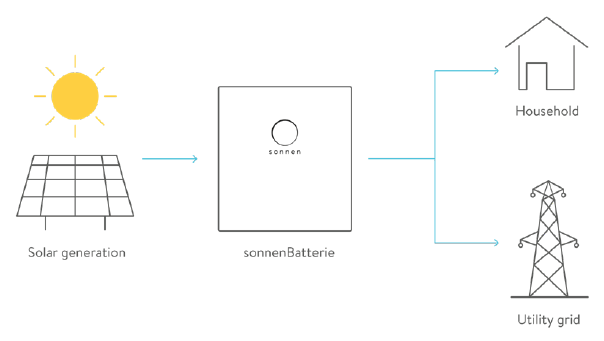 Household
sonnen
Solar generation
sonnenBatterie
Utility grid